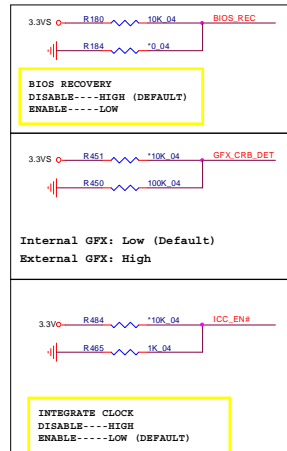 3.3VS R180 10K_04 BIOS_REC
R184 *0_04
BIOS RECOVERY
DISABLE----HIGH (DEFAULT)
ENABLE-----LOW
3.3VS R451 *10K_04 GFX_CRB_DET
R450 100K_04
Internal GFX: Low (Default)
External GFX: High
3.3V R484 *10K_04 ICC_EN#
R465 1K_04
INTEGRATE CLOCK
DISABLE----HIGH
ENABLE-----LOW (DEFAULT)